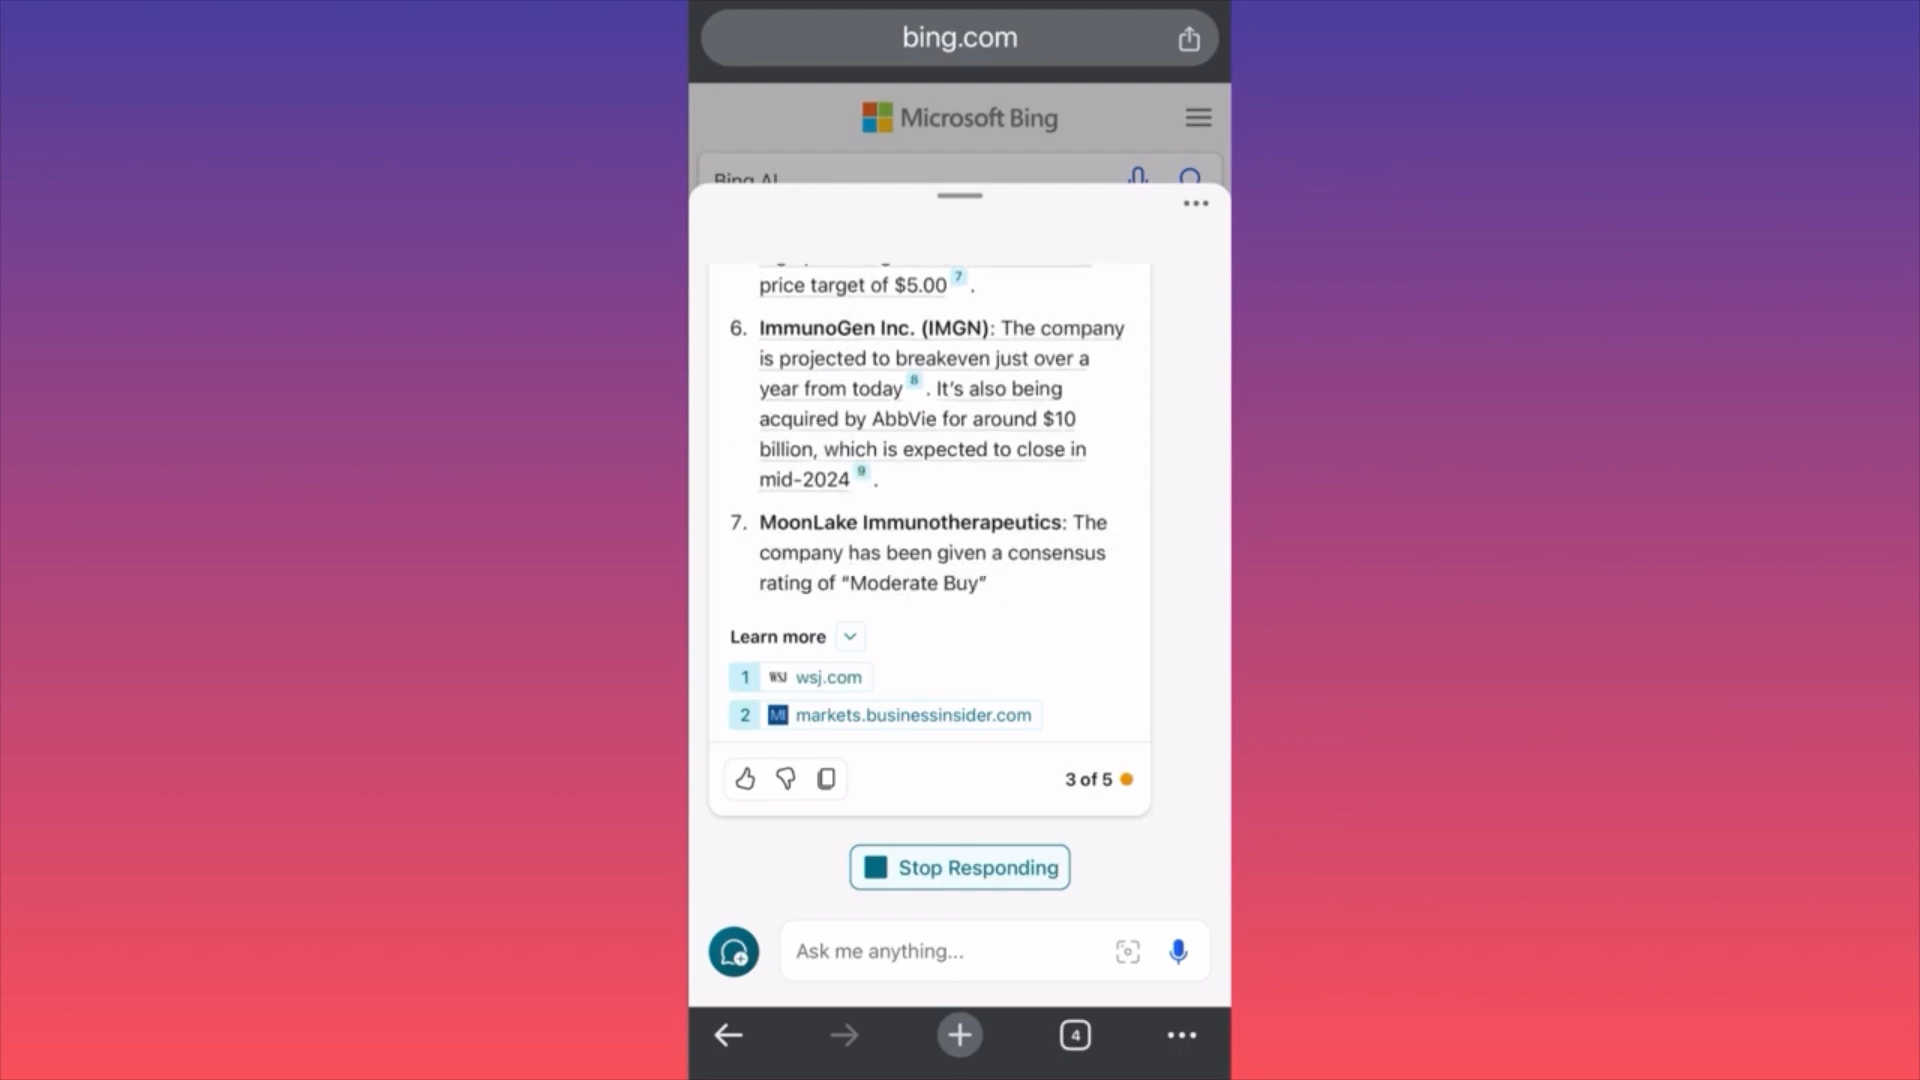 bing.com
Microsoft Bing
Bing AI
price target of $5.00 7 .
6. ImmunoGen Inc. (IMGN): The company
is projected to breakeven just over a
year from today 8 . It's also being
acquired by AbbVie for around $10
billion, which is expected to close in
mid-2024 9 .
7. MoonLake Immunotherapeutics: The
company has been given a consensus
rating of “Moderate Buy”
Learn more
1 WSJ wsj.com
2 MI markets.businessinsider.com
3 of 5
Stop Responding
Ask me anything...
4